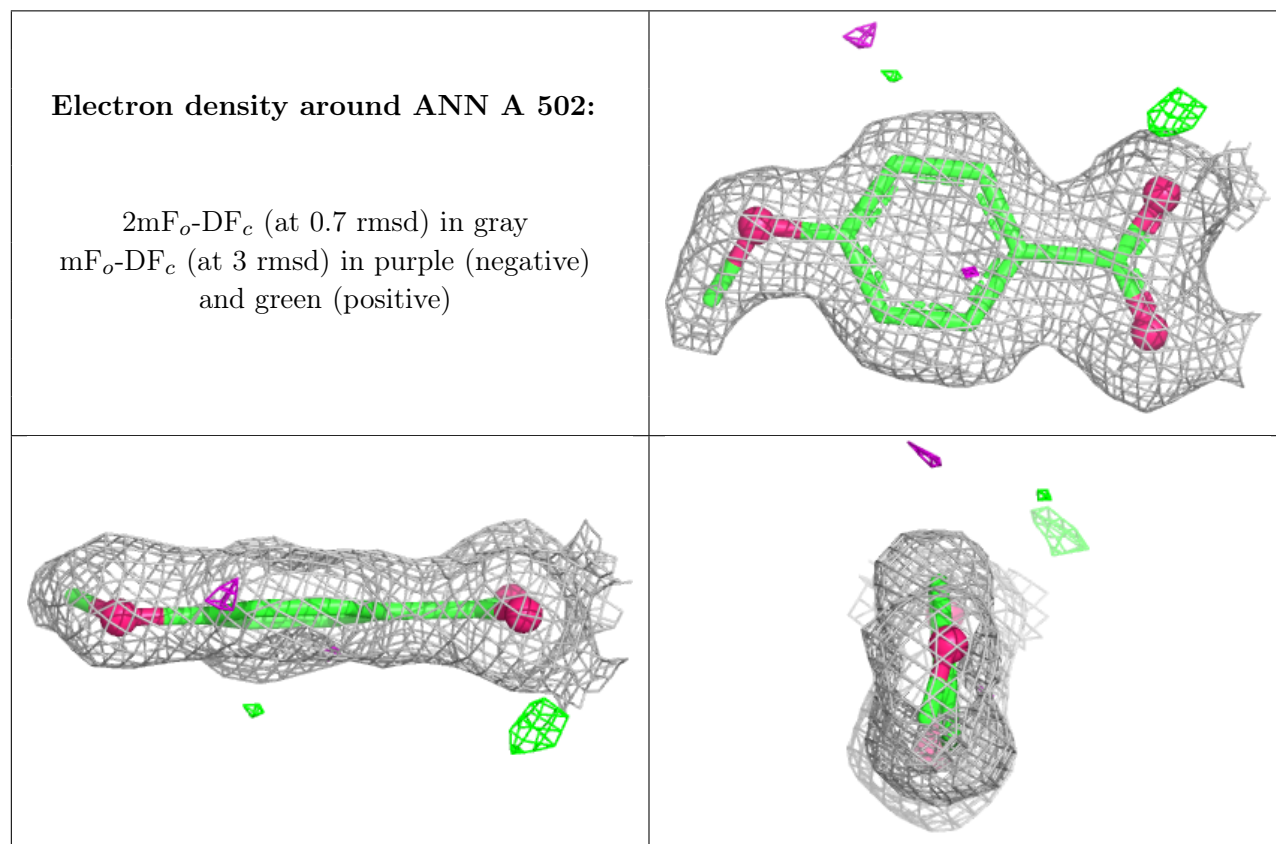 Electron density around ANN A 502:
2mFo-DFc (at 0.7 rmsd) in gray
mFo-DFc (at 3 rmsd) in purple (negative)
and green (positive)